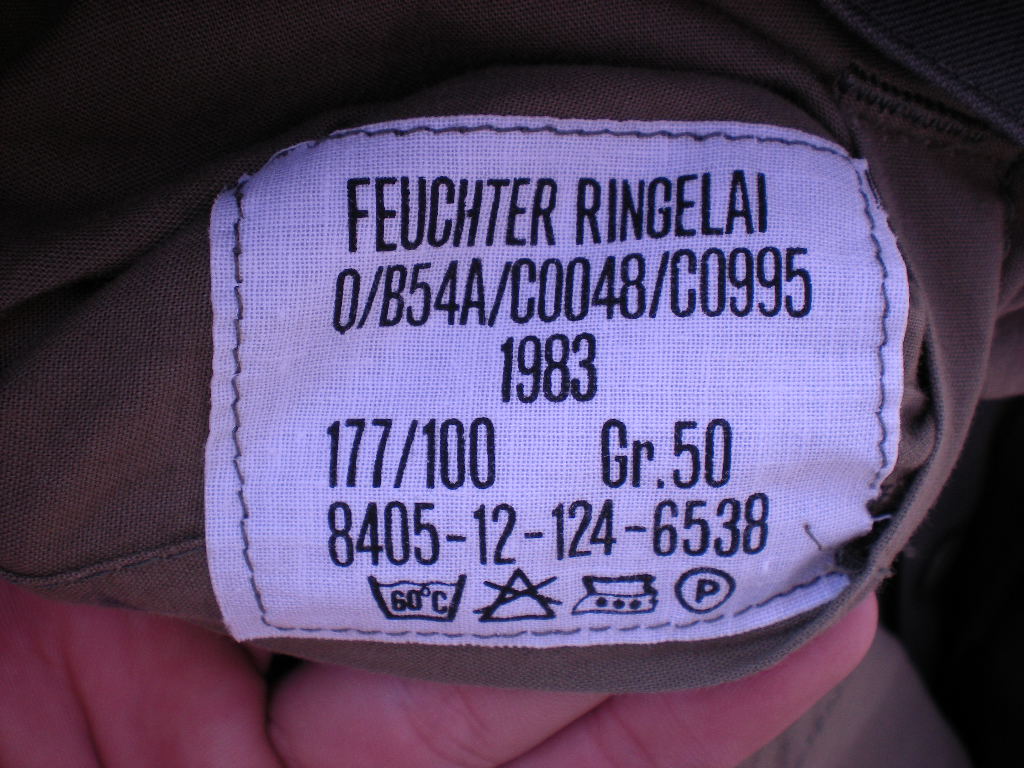 FEUCHTER RINGELAI
0/B54A/C0048/C0995
1983
177/100 Gr.50
8405-12-124-6538
60°C P